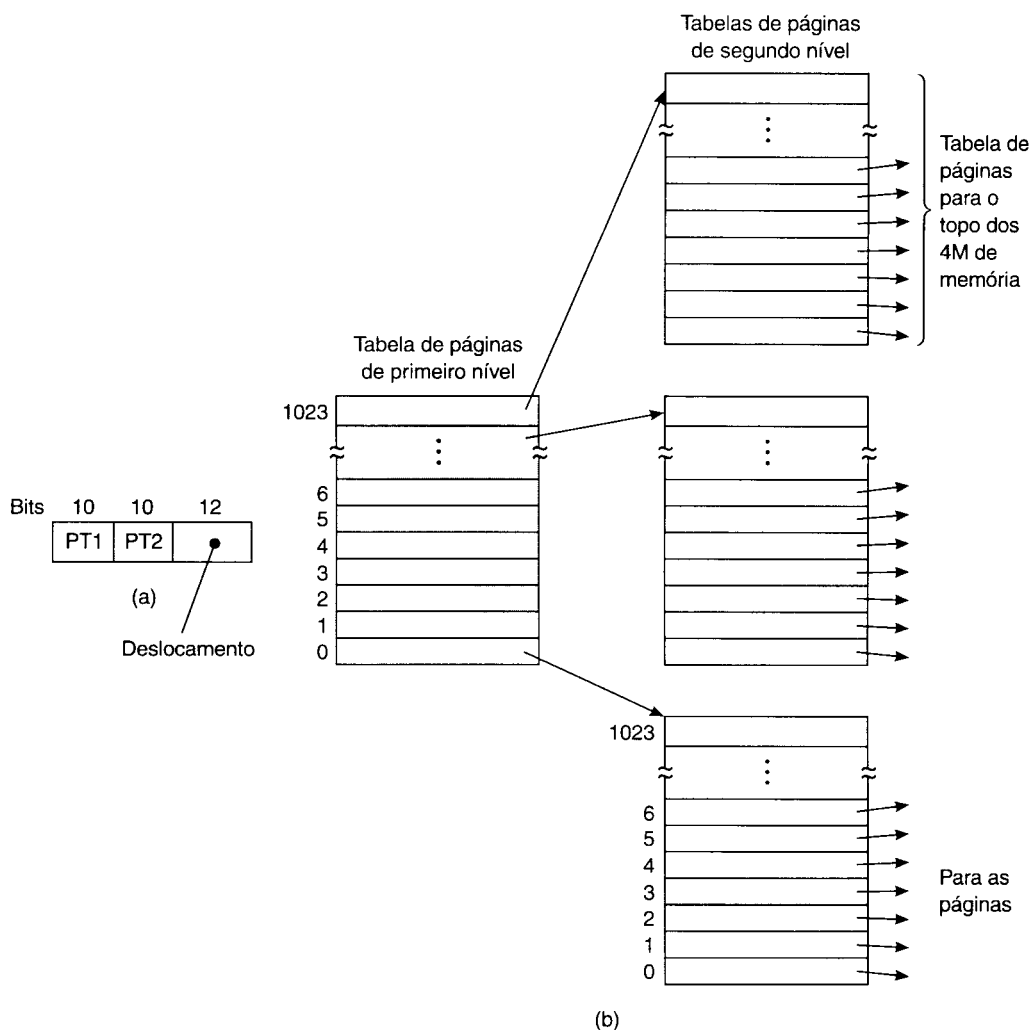 Tabelas de páginas
de segundo nível
Tabela de
páginas
para o
topo dos
4M de
memória
Tabela de páginas
de primeiro nível
1023
6
5
4
3
2
1
0
Bits 10 10 12
PT1 PT2
(a)
Deslocamento
1023
6
5
4
3
2
1
0
Para as
páginas
(b)